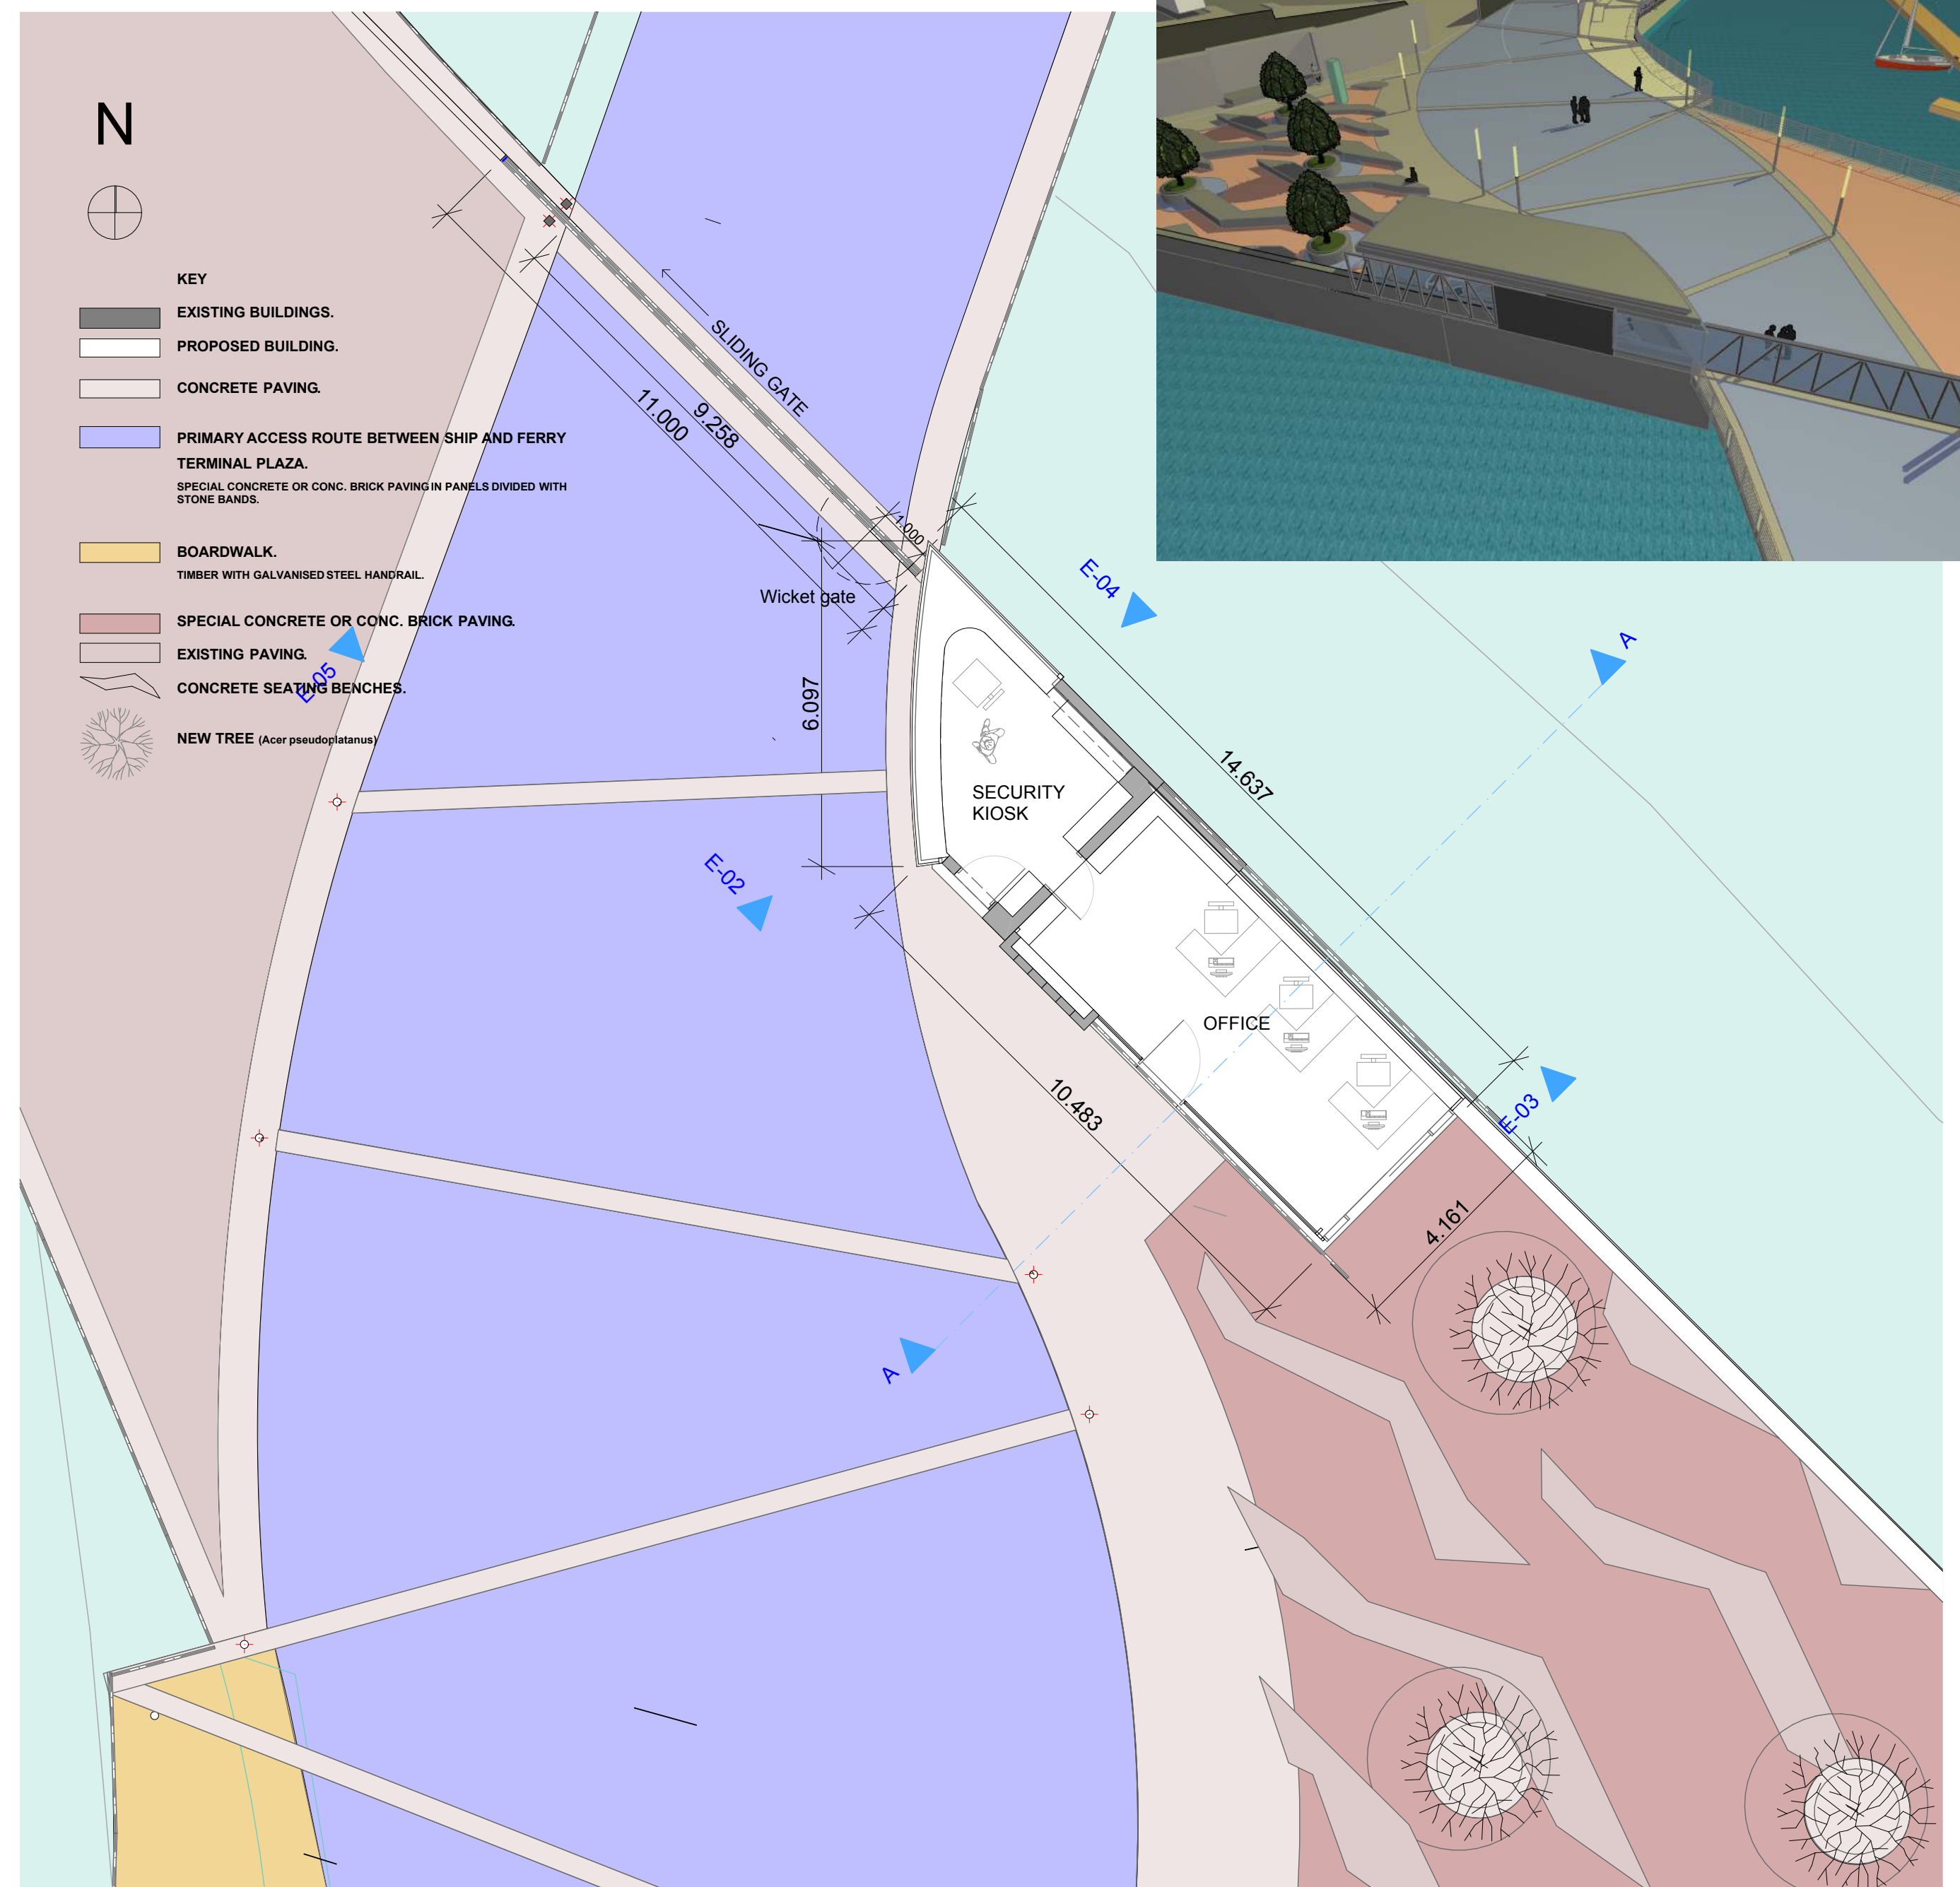 N
KEY
EXISTING BUILDINGS.
PROPOSED BUILDING.
CONCRETE PAVING.
PRIMARY ACCESS ROUTE BETWEEN SHIP AND FERRY
TERMINAL PLAZA.
SPECIAL CONCRETE OR CONC. BRICK PAVING IN PANELS DIVIDED WITH
STONE BANDS.
BOARDWALK.
TIMBER WITH GALVANISED STEEL HANDRAIL.
SPECIAL CONCRETE OR CONC. BRICK PAVING.
EXISTING PAVING.
CONCRETE SEATING BENCHES.
NEW TREE (Acer pseudoplatanus)
E-05
SLIDING GATE
11.000
9.258
1.000
Wicket gate
6.097
E-04
A
14.637
SECURITY
KIOSK
E-02
OFFICE
E-03
10.483
4.161
A